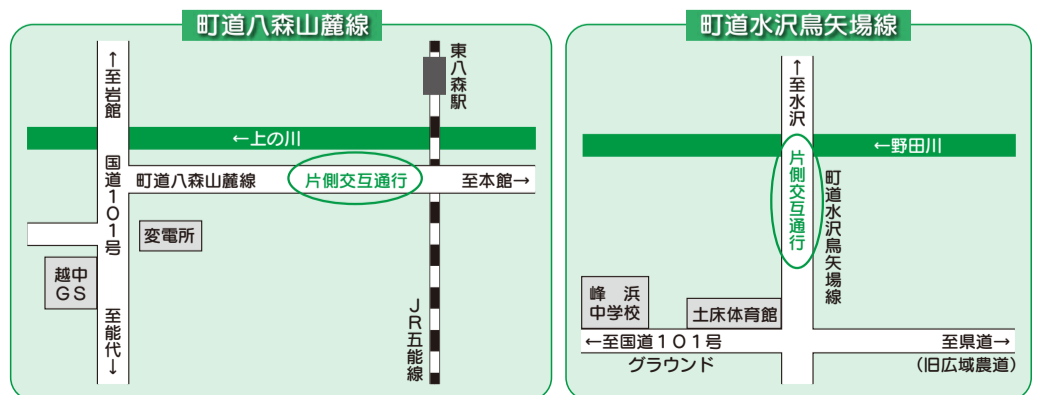 町道八森山麓線
↑至岩館
東八森駅
←上の川
国道101号
町道八森山麓線
片側交互通行
至本館→
変電所
越中
GS
至能代↓
JR五能線
町道水沢鳥矢場線
↑至水沢
←野田川
片側交互通行
町道水沢鳥矢場線
峰浜
中学校
土床体育館
←至国道101号
至県道→
グラウンド
(旧広域農道)